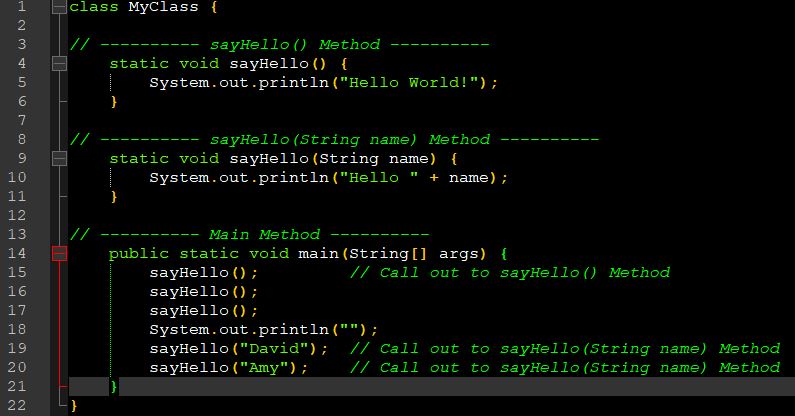 1 class MyClass {
2
3 // ---------- sayHello() Method ----------
4     static void sayHello() {
5         System.out.println("Hello World!");
6     }
7
8 // ---------- sayHello(String name) Method ----------
9     static void sayHello(String name) {
10         System.out.println("Hello " + name);
11     }
12
13 // ---------- Main Method ----------
14     public static void main(String[] args) {
15         sayHello();         // Call out to sayHello() Method
16         sayHello();
17         sayHello();
18         System.out.println("");
19         sayHello("David");  // Call out to sayHello(String name) Method
20         sayHello("Amy");    // Call out to sayHello(String name) Method
21     }
22 }